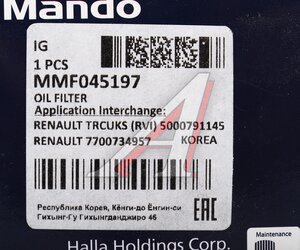 Mando
IG
1 PCS
MMF045197
OIL FILTER
Application Interchange:
RENAULT TRCUKS (RVI) 5000791145
RENAULT 7700734957 KOREA
Республика Корея, Кёнги-до Ёнгин-си
Гихынг-Гу Гихынгданджиро 46
EAC
Halla Holdings Corp.
Maintenance